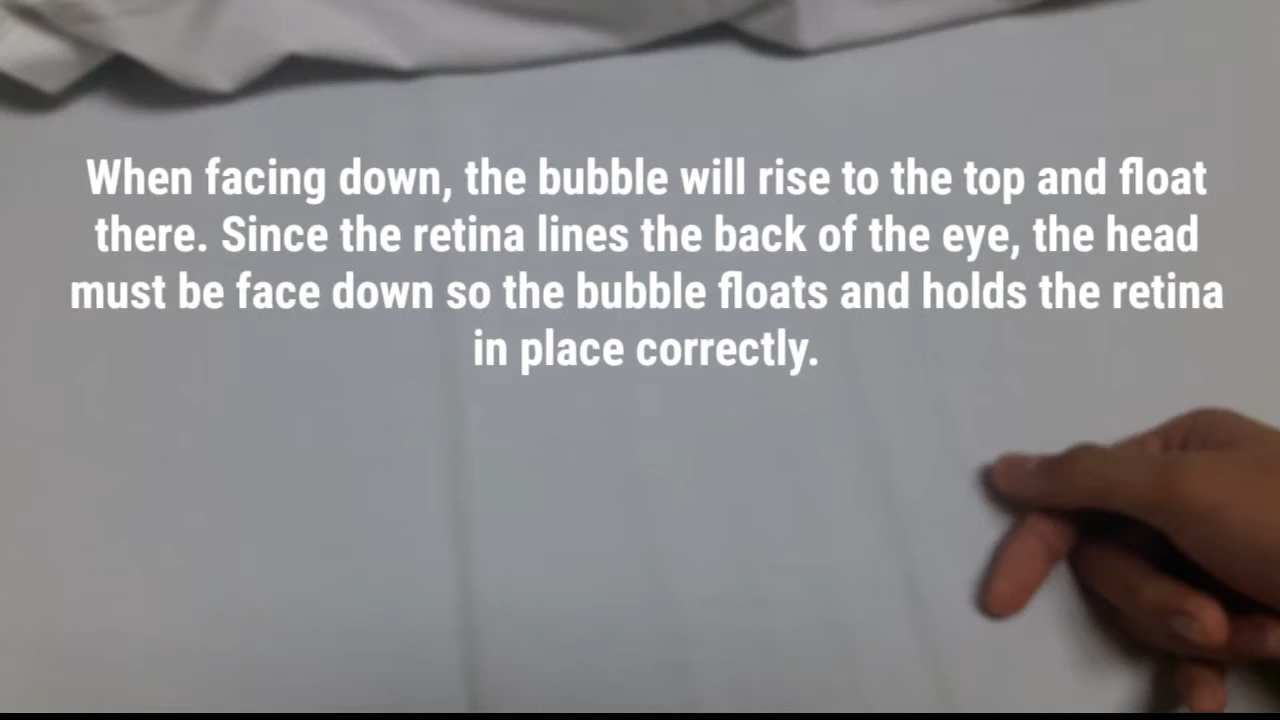 When facing down, the bubble will rise to the top and float
there. Since the retina lines the back of the eye, the head
must be face down so the bubble floats and holds the retina
in place correctly.